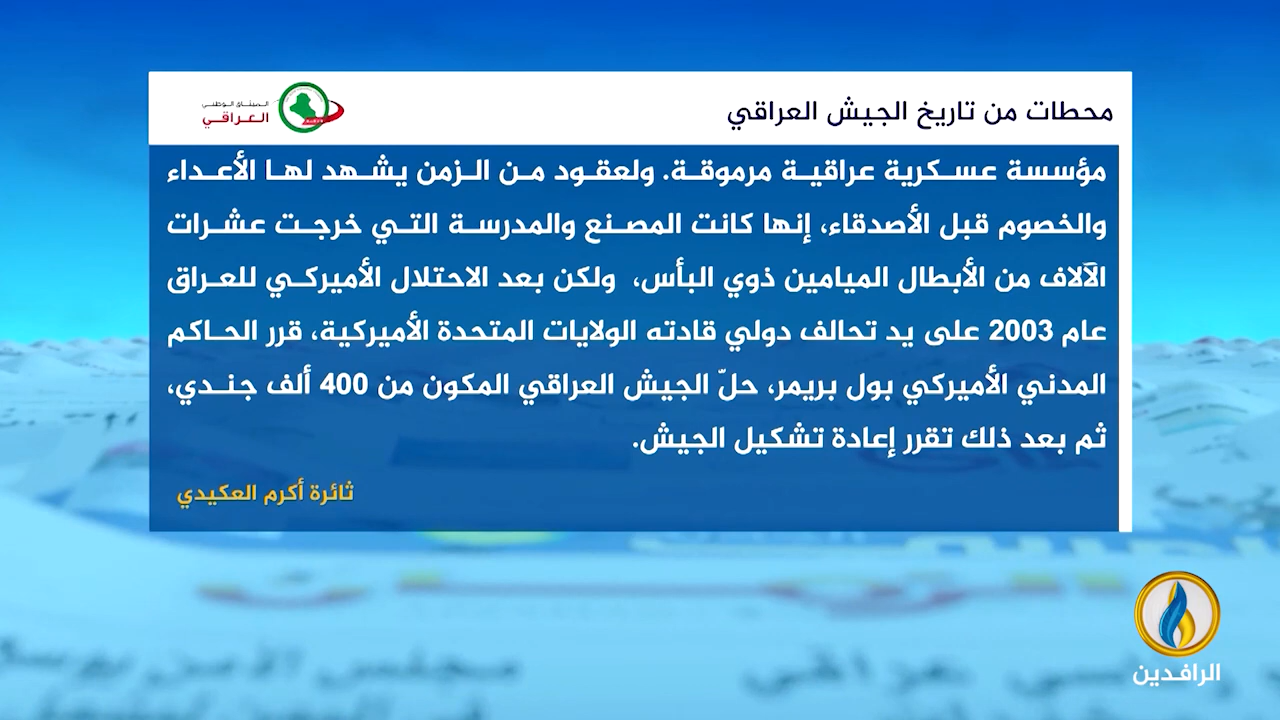 محطات من تاريخ الجيش العراقي
الميثاق الوطني
العراقي
مؤسسة عسكرية عراقية مرموقة. ولعقود من الزمن يشهد لها الأعداء
والخصوم قبل الأصدقاء، إنها كانت المصنع والمدرسة التي خرجت عشرات
الآلاف من الأبطال الميامين ذوي البأس، ولكن بعد الاحتلال الأميركي للعراق
عام 2003 على يد تحالف دولي قادته الولايات المتحدة الأميركية، قرر الحاكم
المدني الأميركي بول بريمر، حلّ الجيش العراقي المكون من 400 ألف جندي،
ثم بعد ذلك تقرر إعادة تشكيل الجيش.
ثائرة أكرم العكيدي
الرافدين
مجلس الأمن